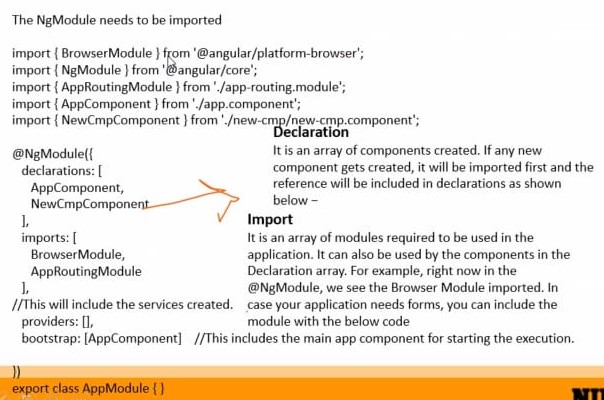 The NgModule needs to be imported
import { BrowserModule } from '@angular/platform-browser';
import { NgModule } from '@angular/core';
import { AppRoutingModule } from './app-routing.module';
import { AppComponent } from './app.component';
import { NewCmpComponent } from './new-cmp/new-cmp.component';
@NgModule({
declarations: [
AppComponent,
NewCmpComponent
],
imports: [
BrowserModule,
AppRoutingModule
],
//This will include the services created.
providers: [],
bootstrap: [AppComponent] //This includes the main app component for starting the execution.
})
export class AppModule { }
Declaration
It is an array of components created. If any new
component gets created, it will be imported first and the
reference will be included in declarations as shown
below –
Import
It is an array of modules required to be used in the
application. It can also be used by the components in the
Declaration array. For example, right now in the
@NgModule, we see the Browser Module imported. In
case your application needs forms, you can include the
module with the below code